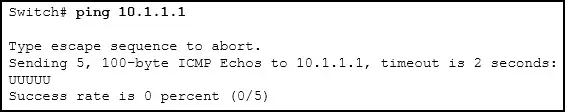 Switch# ping 10.1.1.1
Type escape sequence to abort.
Sending 5, 100-byte ICMP Echos to 10.1.1.1, timeout is 2 seconds:
UUUUU
Success rate is 0 percent (0/5)